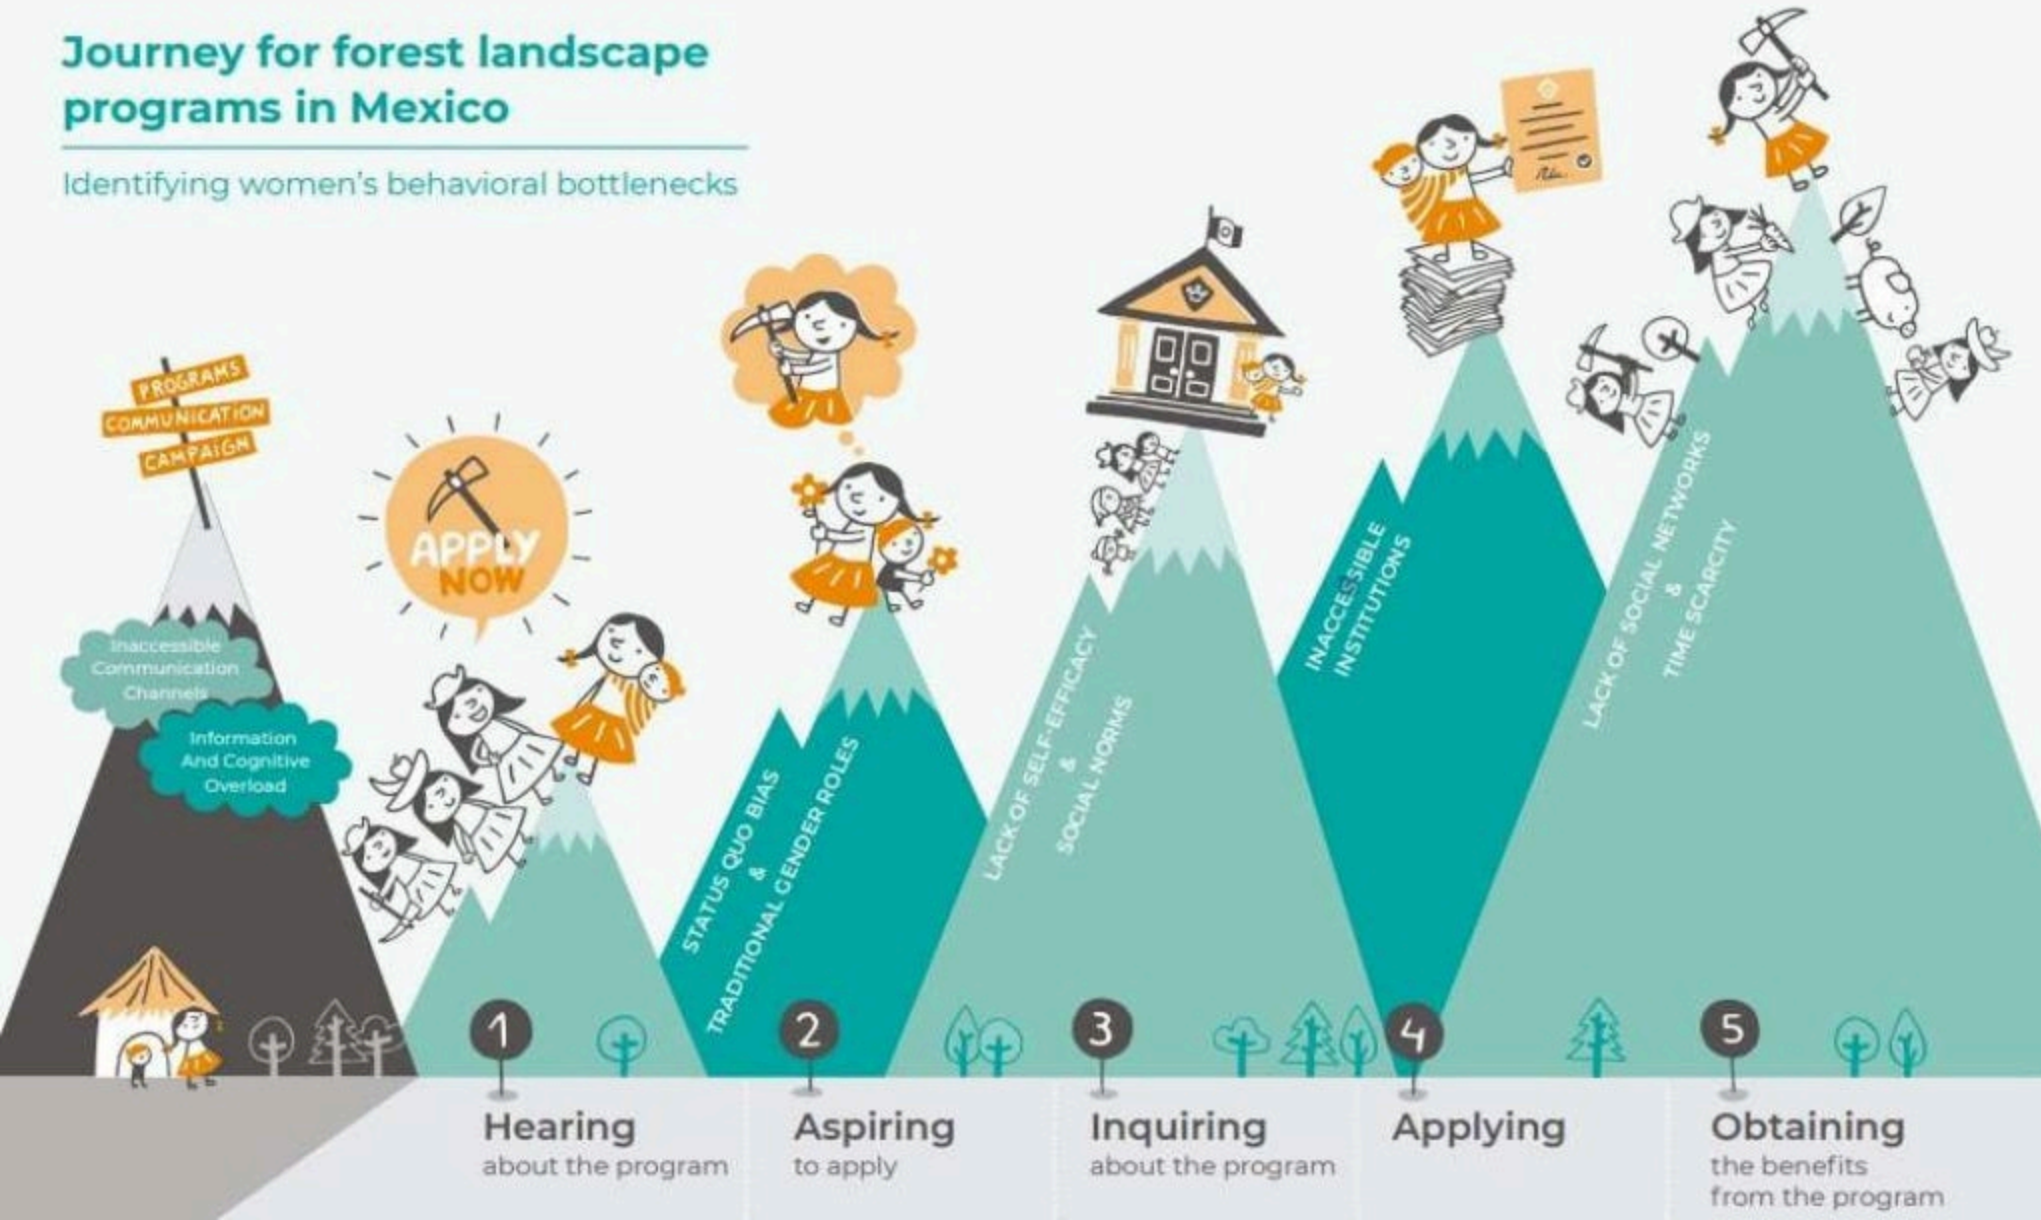 Journey for forest landscape
programs in Mexico
Identifying women's behavioral bottlenecks
PROGRAMS
COMMUNICATION
CAMPAIGN
Inaccessible
Communication
Channels
Information
And Cognitive
Overload
APPLY
NOW
STATUS QUO BIAS
&
TRADITIONAL GENDER ROLES
LACK OF SELF-EFFICACY
&
SOCIAL NORMS
INACCESSIBLE
INSTITUTIONS
LACK OF SOCIAL NETWORKS
&
TIME SCARCITY
1
Hearing
about the program
2
Aspiring
to apply
3
Inquiring
about the program
4
Applying
5
Obtaining
the benefits
from the program